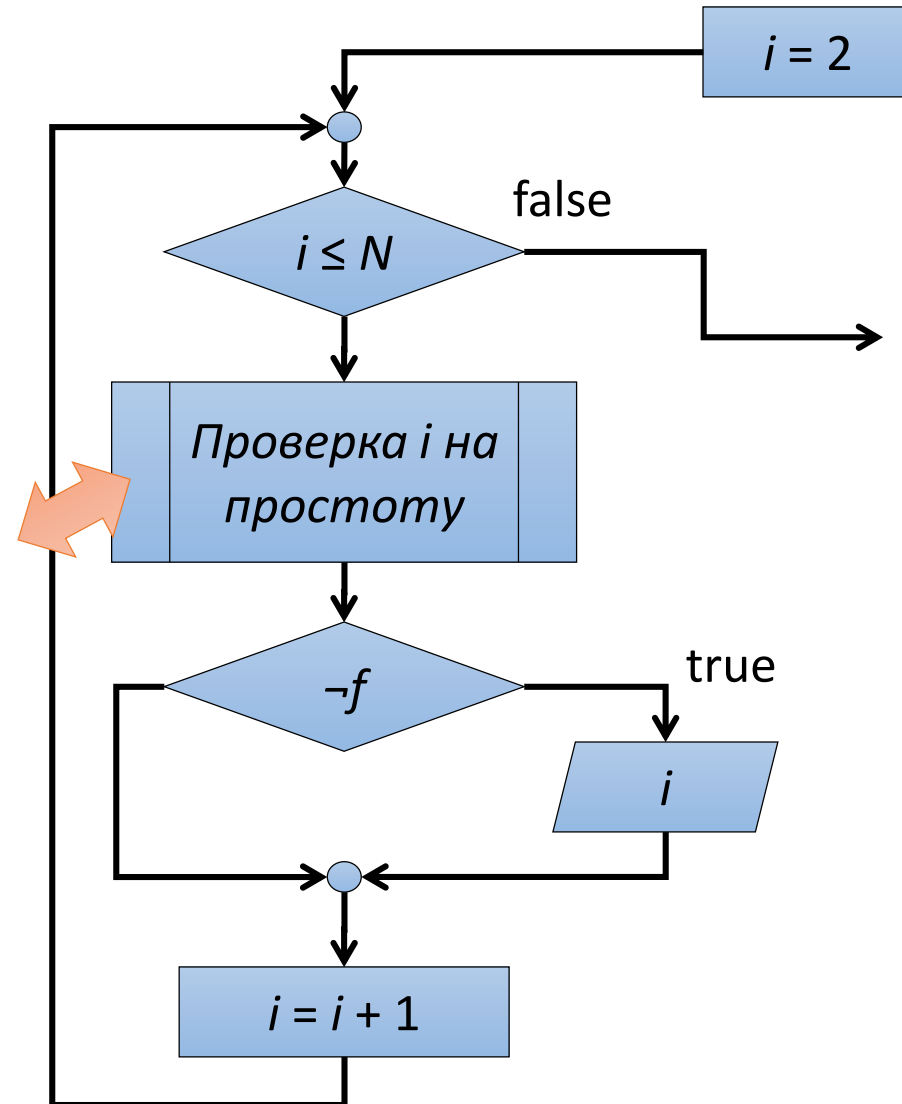 i = 2
false
i ≤ N
Проверка i на
простоту
¬f
true
i
i = i + 1